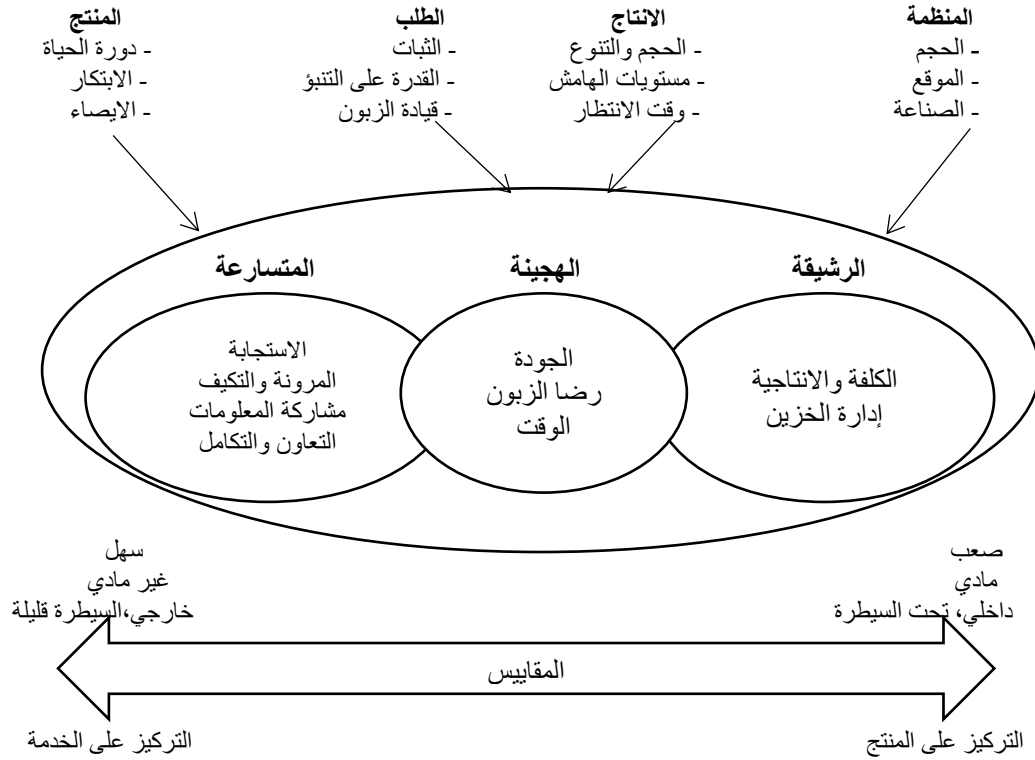 المنظمة
- الحجم
- الموقع
- الصناعة
الانتاج
- الحجم والتنوع
- مستويات الهامش
- وقت الانتظار
الطلب
- الثبات
- القدرة على التنبؤ
- قيادة الزبون
المنتج
- دورة الحياة
- الابتكار
- الايصاء
الرشيقة
الهجينة
المتسارعة
الكلفة والانتاجية
إدارة الخزين
الجودة
رضا الزبون
الوقت
الاستجابة
المرونة والتكيف
مشاركة المعلومات
التعاون والتكامل
صعب
مادي
داخلي، تحت السيطرة
سهل
غير مادي
خارجي،السيطرة قليلة
المقاييس
التركيز على المنتج
التركيز على الخدمة